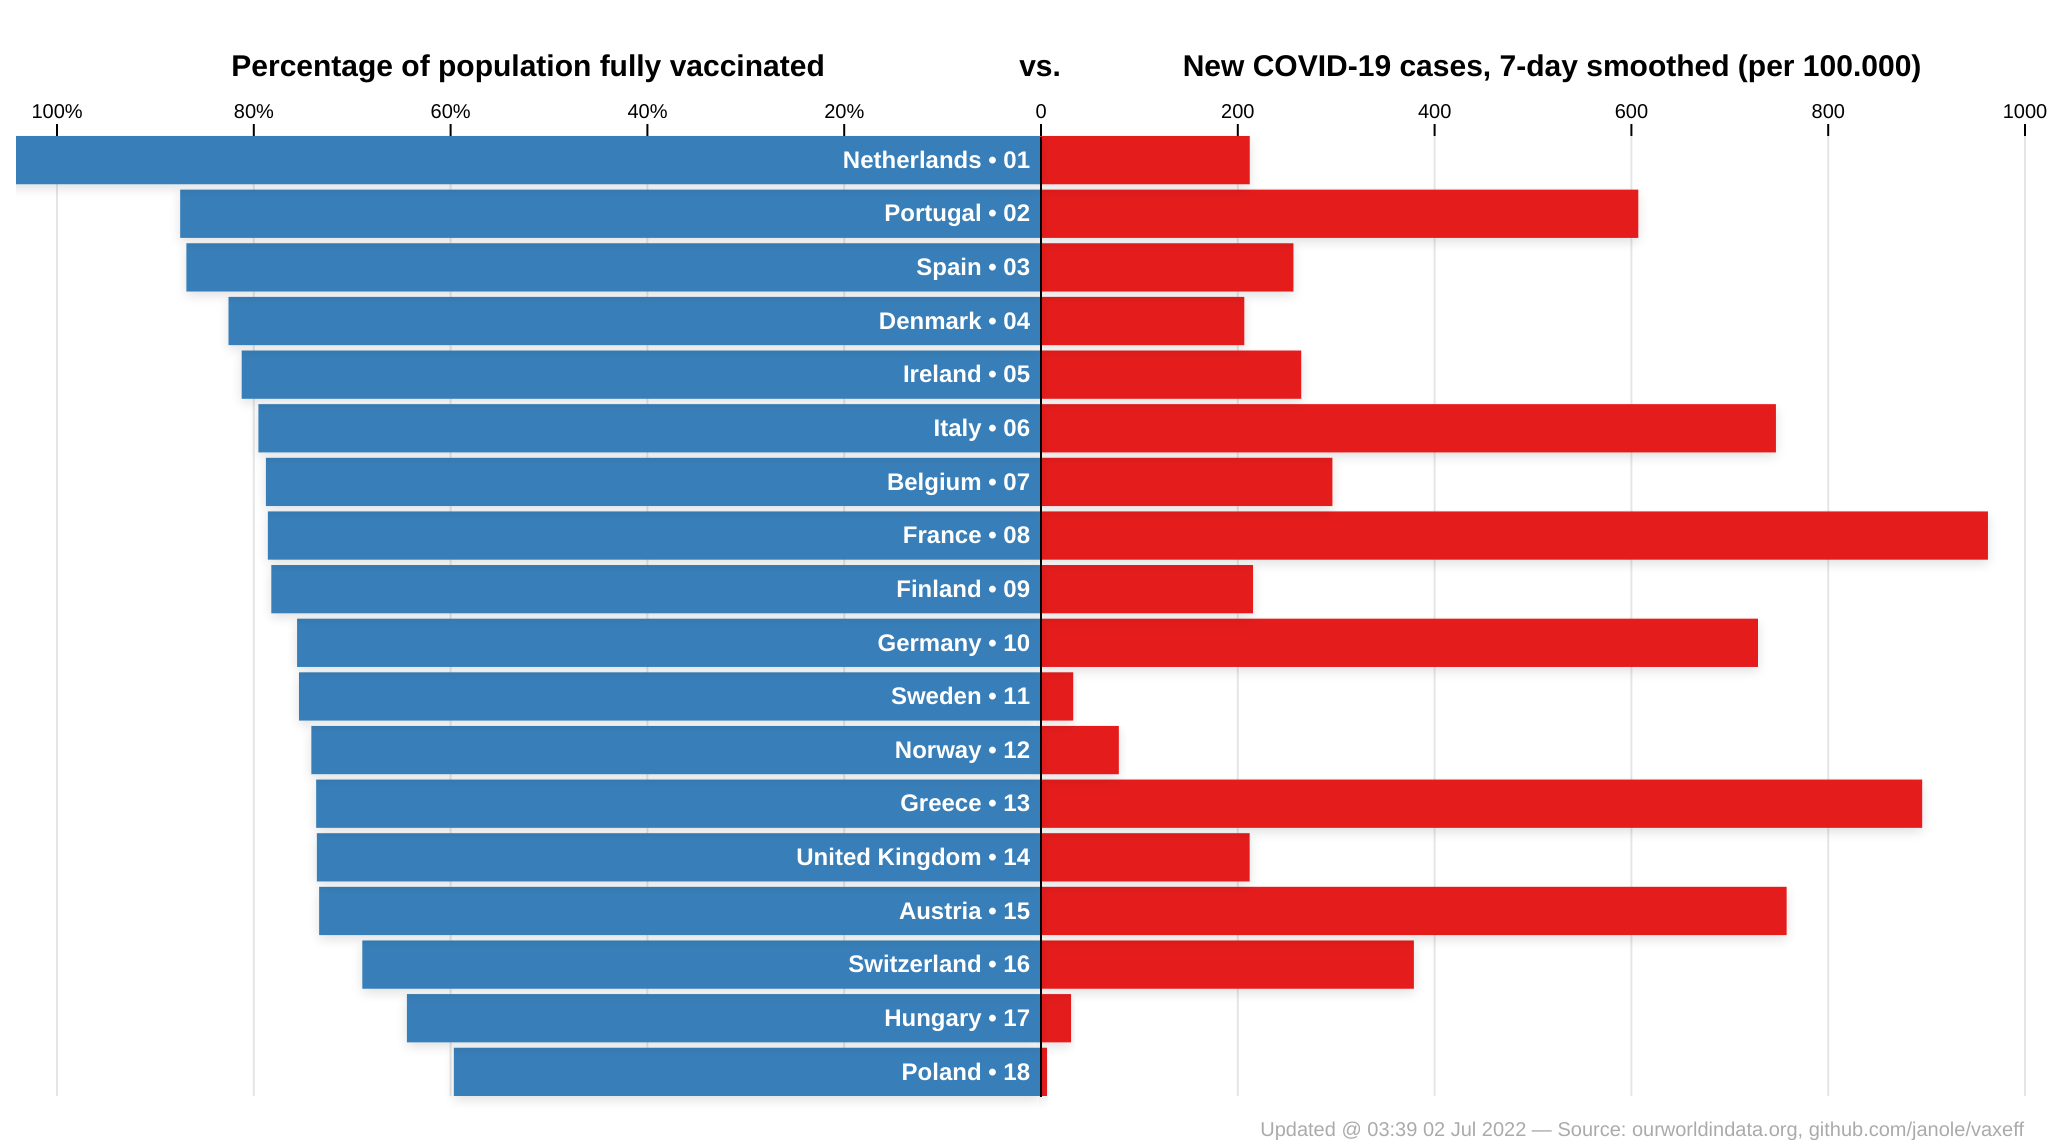 Percentage of population fully vaccinated vs. New COVID-19 cases, 7-day smoothed (per 100.000)
100% 80% 60% 40% 20% 0 200 400 600 800 1000
Netherlands • 01
Portugal • 02
Spain • 03
Denmark • 04
Ireland • 05
Italy • 06
Belgium • 07
France • 08
Finland • 09
Germany • 10
Sweden • 11
Norway • 12
Greece • 13
United Kingdom • 14
Austria • 15
Switzerland • 16
Hungary • 17
Poland • 18
Updated @ 03:39 02 Jul 2022 — Source: ourworldindata.org, github.com/janole/vaxeff